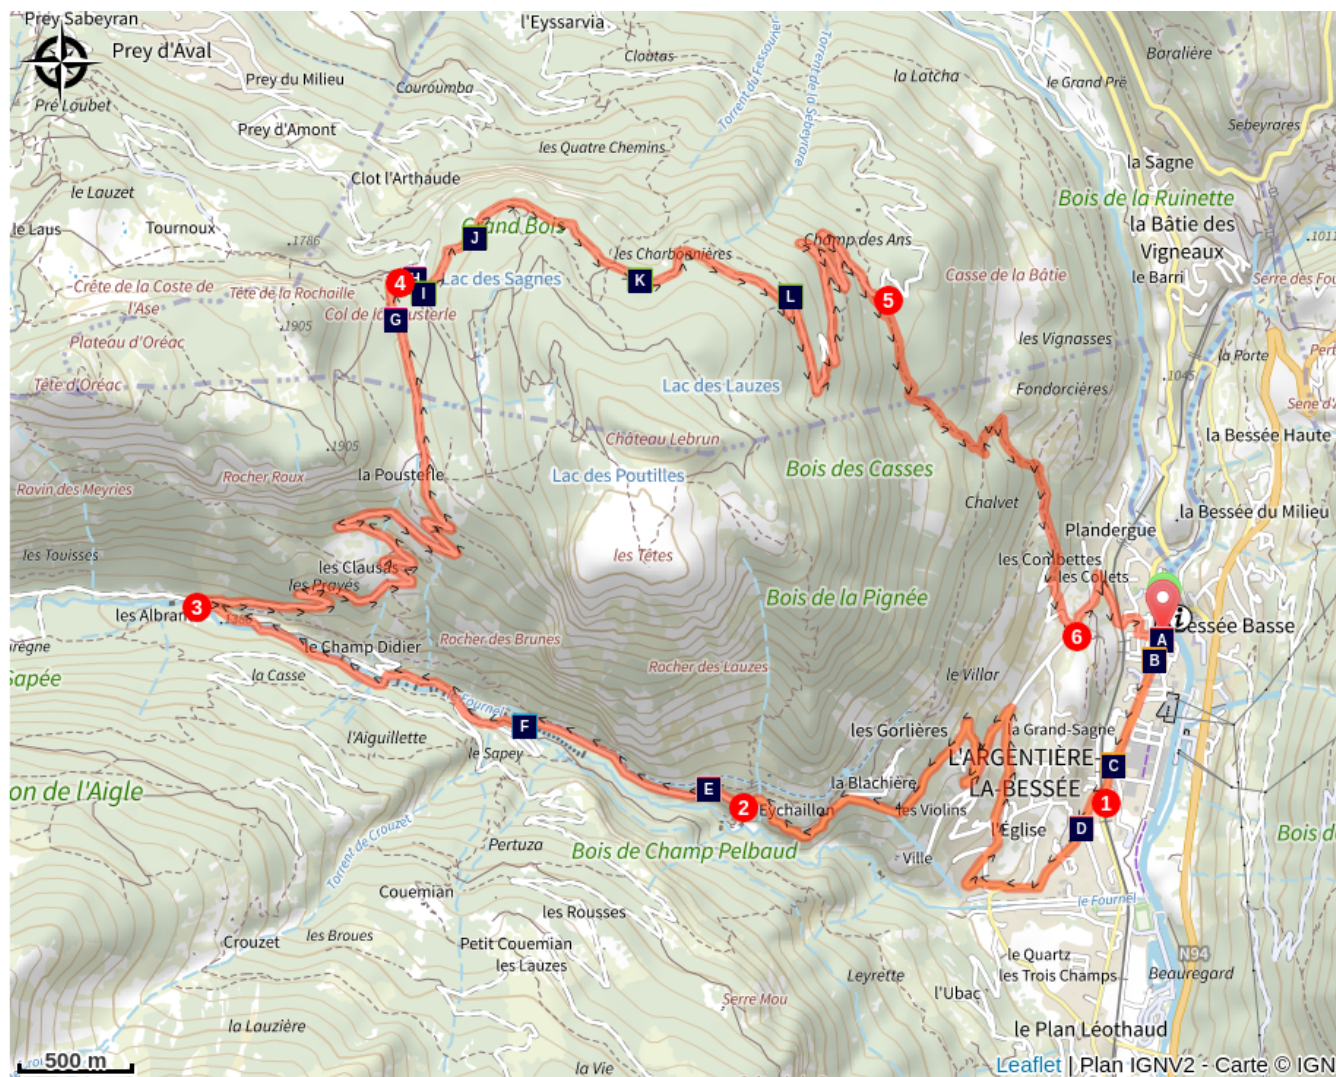 Prey Sabeyran
l'Eyssarvia
Prey d'Aval
Cloutas
Baralière
la Latcha
le Grand Pré
Prey du Milieu
Couroumba
Pré Loubet
Torrent du Fessourier
Torrent de la Sebeyrare
Prey d'Amont
Sebeyrares
les Quatre Chemins
la Sagne
Clot l'Arthaude
le Lauzet
Bois de la Ruinette
la Bâtie des
Vigneaux
le Laus
Tournoux
Grand Bois
.1786
J
Champ des Ans
les Charbonnières
Casse de la Bâtie
le Barri
Serre des Fou
Crête de la Coste de
l'Ase
Tête de la Rochaille
4
H
I
Lac des Sagnes
K
L
5
Col de la Pousterle
G
.1905
Plateau d'Oréac
les Vignasses
la Porte
Tête d'Oréac
Lac des Lauzes
Fondorcières
.1045
Château Lebrun
.1905
la Bessée Haute
Rocher Roux
la Pousterle
Lac des Poutilles
Bois des Casses
Ravin des Meyries
Chalvet
la Bessée du Milieu
Plandergue
les Touisses
les Têtes
les Clausas
les Combettes
les Collets
les Prayés
Bois de la Pignée
3
les Albrands
.1386
i
Bessée Basse
6
A
B
Rocher des Brunes
le Champ Didier
Rocher des Lauzes
la Casse
le Villar
le Fournel
F
les Gorlières
la Grand-Sagne
l'Aiguillette
le Sapey
L'ARGENTIÈRE-
LA-BESSÉE
C
la Blachière
E
2
Eychaillon
les Violins
1
D
l'Église
Torrent de Crouzet
Pertuza
Bois de Champ Pelbaud
Ville
Couemian
le Fournel
les Rousses
Crouzet
les Broues
Petit Couemian
les Lauzes
le Quartz
les Trois Champs
N94
Beauregard
Leyrette
l'Ubac
Serre Mou
la Lauzière
le Plan Léothaud
500 m
la Vie
Leaflet | Plan IGNV2 - Carte © IGN